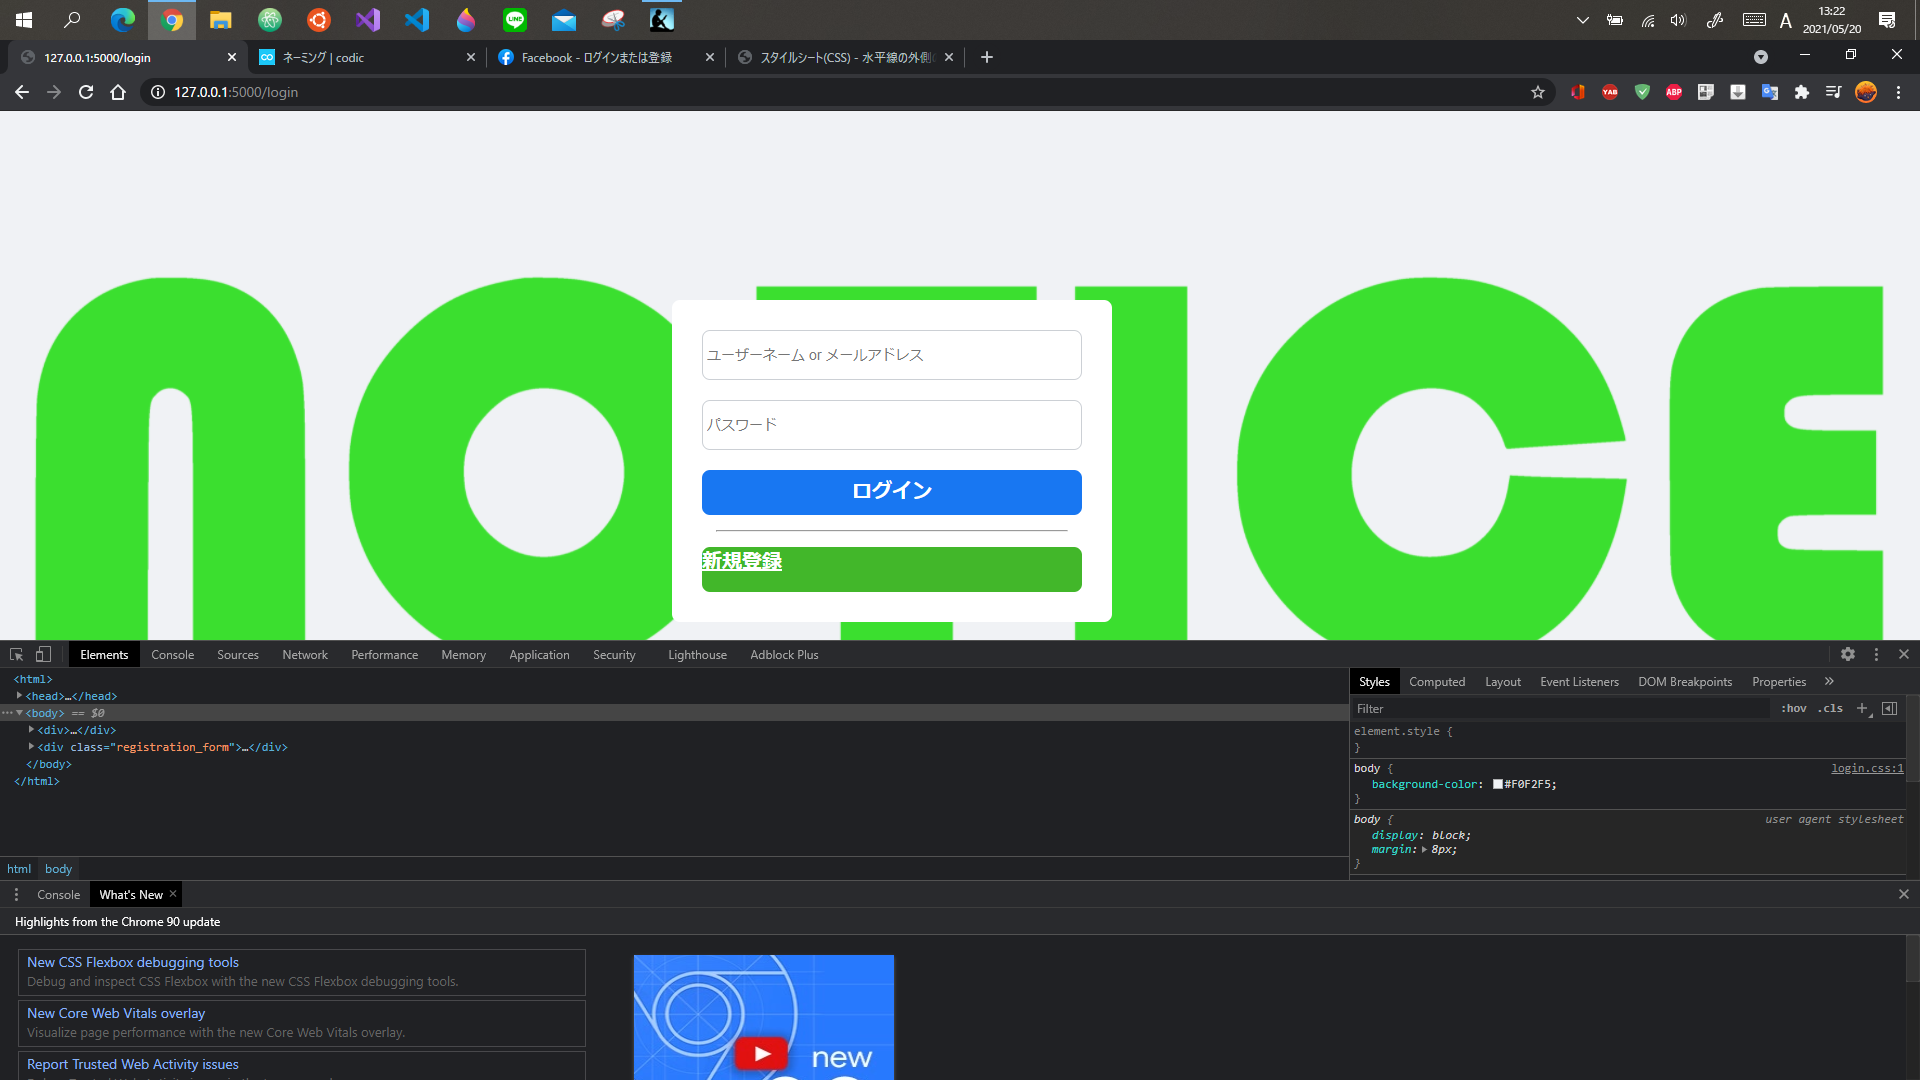 A
13:22
2021/05/20
127.0.0.1:5000/login
ネーミング | codic
Facebook - ログインまたは登録
スタイルシート(CSS) - 水平線の外側
127.0.0.1:5000/login
YAB
ABP
NOTICE
ユーザーネーム or メールアドレス
パスワード
ログイン
新規登録
Elements
Console
Sources
Network
Performance
Memory
Application
Security
Lighthouse
Adblock Plus
<html>
<head>…</head>
<body> == $0
<div>…</div>
<div class="registration_form">…</div>
</body>
</html>
html
body
Styles
Computed
Layout
Event Listeners
DOM Breakpoints
Properties
Filter
:hov
.cls
element.style {
}
body {
login.css:1
background-color: #F0F2F5;
}
body {
user agent stylesheet
display: block;
margin: 8px;
}
Console
What's New
Highlights from the Chrome 90 update
New CSS Flexbox debugging tools
Debug and inspect CSS Flexbox with the new CSS Flexbox debugging tools.
New Core Web Vitals overlay
Visualize page performance with the new Core Web Vitals overlay.
Report Trusted Web Activity issues
new